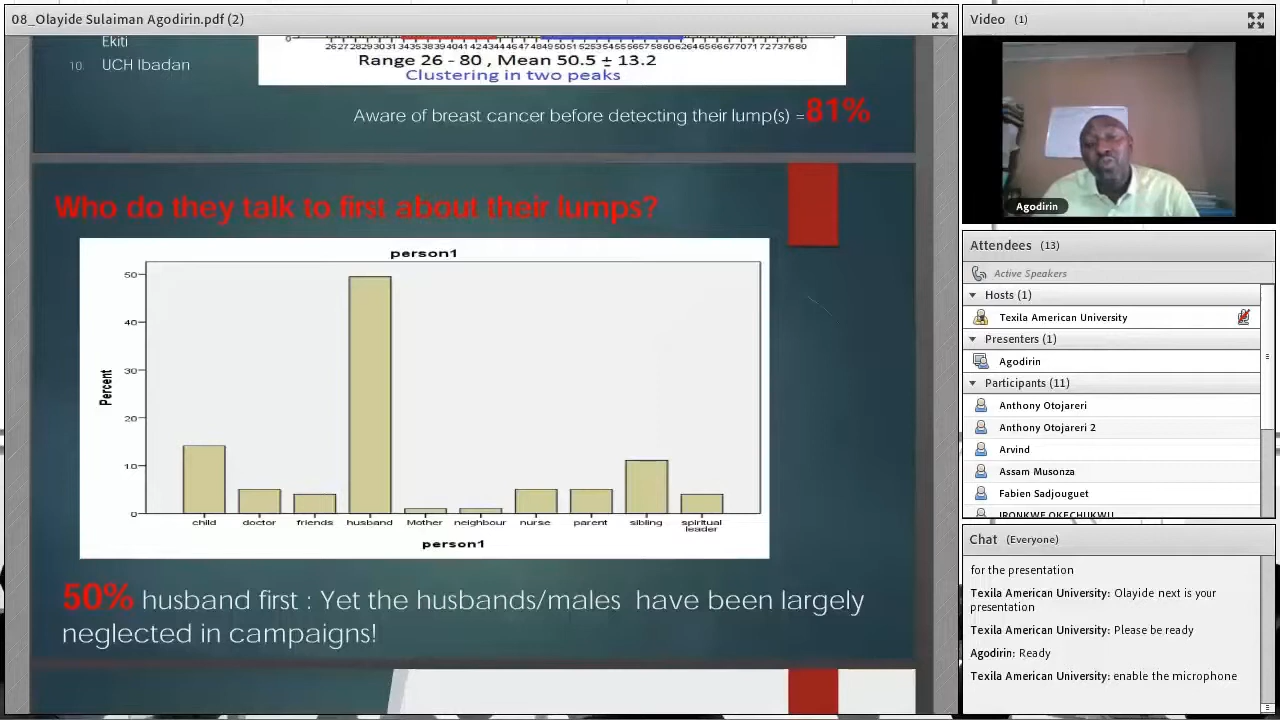 08_Olayide Sulaiman Agodirin.pdf (2)
Ekiti
10. UCH Ibadan
Range 26 - 80 , Mean 50.5 ± 13.2
Clustering in two peaks
Aware of breast cancer before detecting their lump(s) =81%
Who do they talk to first about their lumps?
person1
Percent
50
40
30
20
10
0
child doctor friends husband Mother neighbour nurse parent sibling spiritual leader
person1
50% husband first : Yet the husbands/males have been largely
neglected in campaigns!
Video (1)
Agodirin
Attendees (13)
Active Speakers
Hosts (1)
Texila American University
Presenters (1)
Agodirin
Participants (11)
Anthony Otojareri
Anthony Otojareri 2
Arvind
Assam Musonza
Fabien Sadjouguet
IRONKWE OKECHUKWU
Chat (Everyone)
for the presentation
Texila American University: Olayide next is your
presentation
Texila American University: Please be ready
Agodirin: Ready
Texila American University: enable the microphone